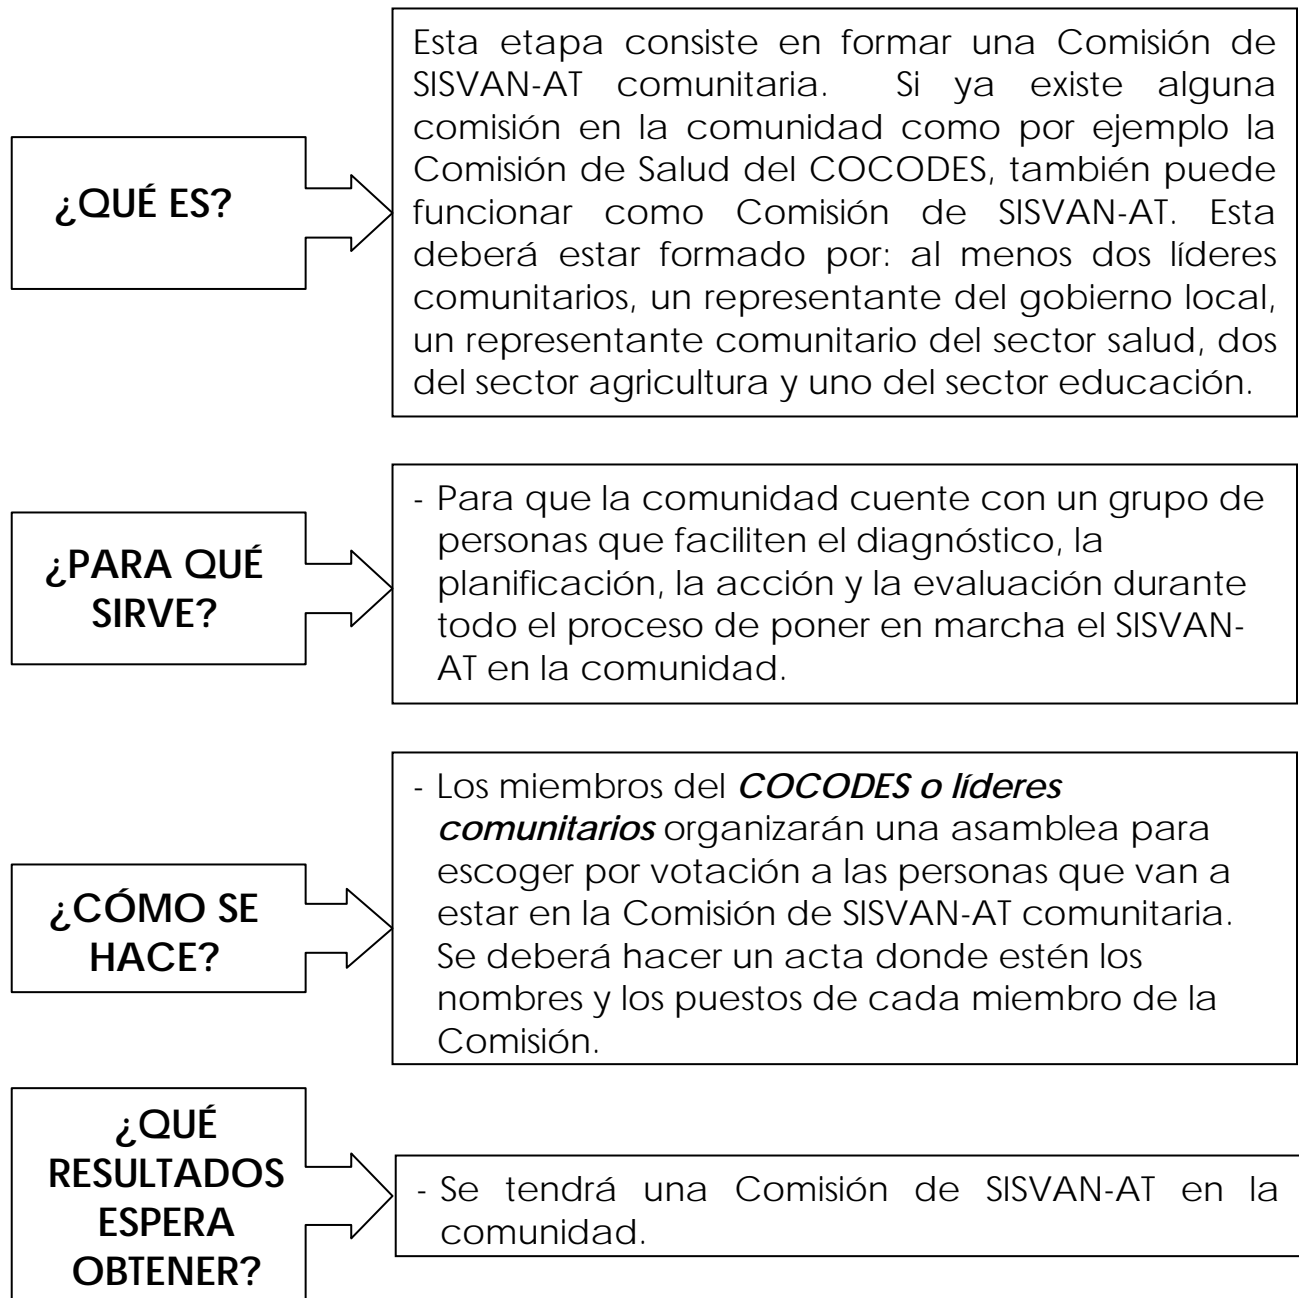 ¿QUÉ ES?
Esta etapa consiste en formar una Comisión de
SISVAN-AT comunitaria. Si ya existe alguna
comisión en la comunidad como por ejemplo la
Comisión de Salud del COCODES, también puede
funcionar como Comisión de SISVAN-AT. Esta
deberá estar formado por: al menos dos líderes
comunitarios, un representante del gobierno local,
un representante comunitario del sector salud, dos
del sector agricultura y uno del sector educación.
¿PARA QUÉ
SIRVE?
- Para que la comunidad cuente con un grupo de
personas que faciliten el diagnóstico, la
planificación, la acción y la evaluación durante
todo el proceso de poner en marcha el SISVAN-
AT en la comunidad.
¿CÓMO SE
HACE?
- Los miembros del COCODES o líderes
comunitarios organizarán una asamblea para
escoger por votación a las personas que van a
estar en la Comisión de SISVAN-AT comunitaria.
Se deberá hacer un acta donde estén los
nombres y los puestos de cada miembro de la
Comisión.
¿QUÉ
RESULTADOS
ESPERA
OBTENER?
- Se tendrá una Comisión de SISVAN-AT en la
comunidad.